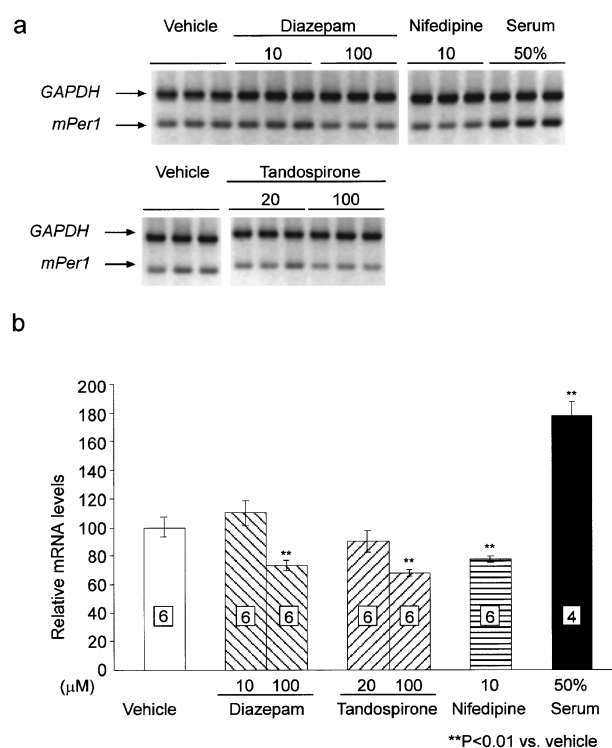 a
Vehicle Diazepam Nifedipine Serum
10 100 10 50%
GAPDH
mPer1
Vehicle Tandospirone
20 100
GAPDH
mPer1
b
Relative mRNA levels
200
180
160
140
120
100
80
60
40
20
0
** ** ** **
6 6 6 6 6 6 4
(μM) 10 100 20 100 10 50%
Vehicle Diazepam Tandospirone Nifedipine Serum
**P<0.01 vs. vehicle